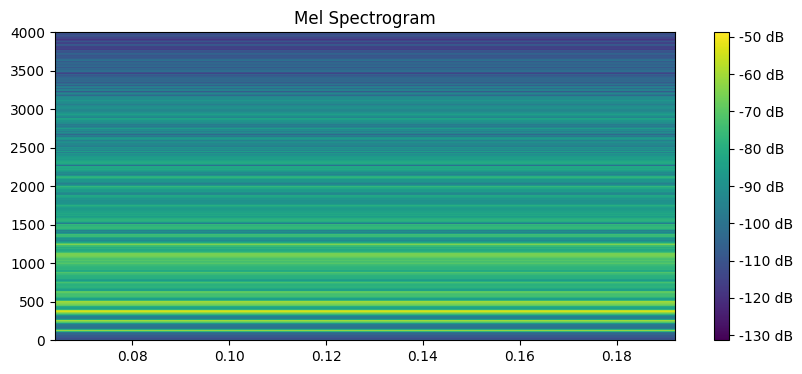 Mel Spectrogram
4000
3500
3000
2500
2000
1500
1000
500
0
0.08 0.10 0.12 0.14 0.16 0.18
-50 dB
-60 dB
-70 dB
-80 dB
-90 dB
-100 dB
-110 dB
-120 dB
-130 dB